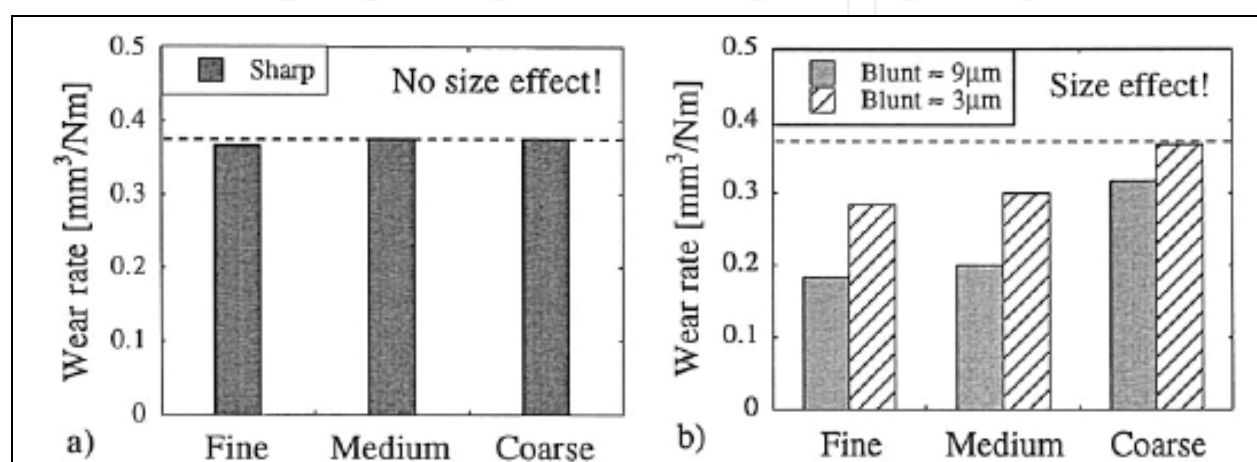 0.5
Sharp
No size effect!
0.4
0.3
0.2
0.1
0
Wear rate [mm³/Nm]
a)
Fine Medium Coarse
0.5
Blunt ≈ 9μm
Blunt ≈ 3μm
Size effect!
0.4
0.3
0.2
0.1
0
Wear rate [mm³/Nm]
b)
Fine Medium Coarse